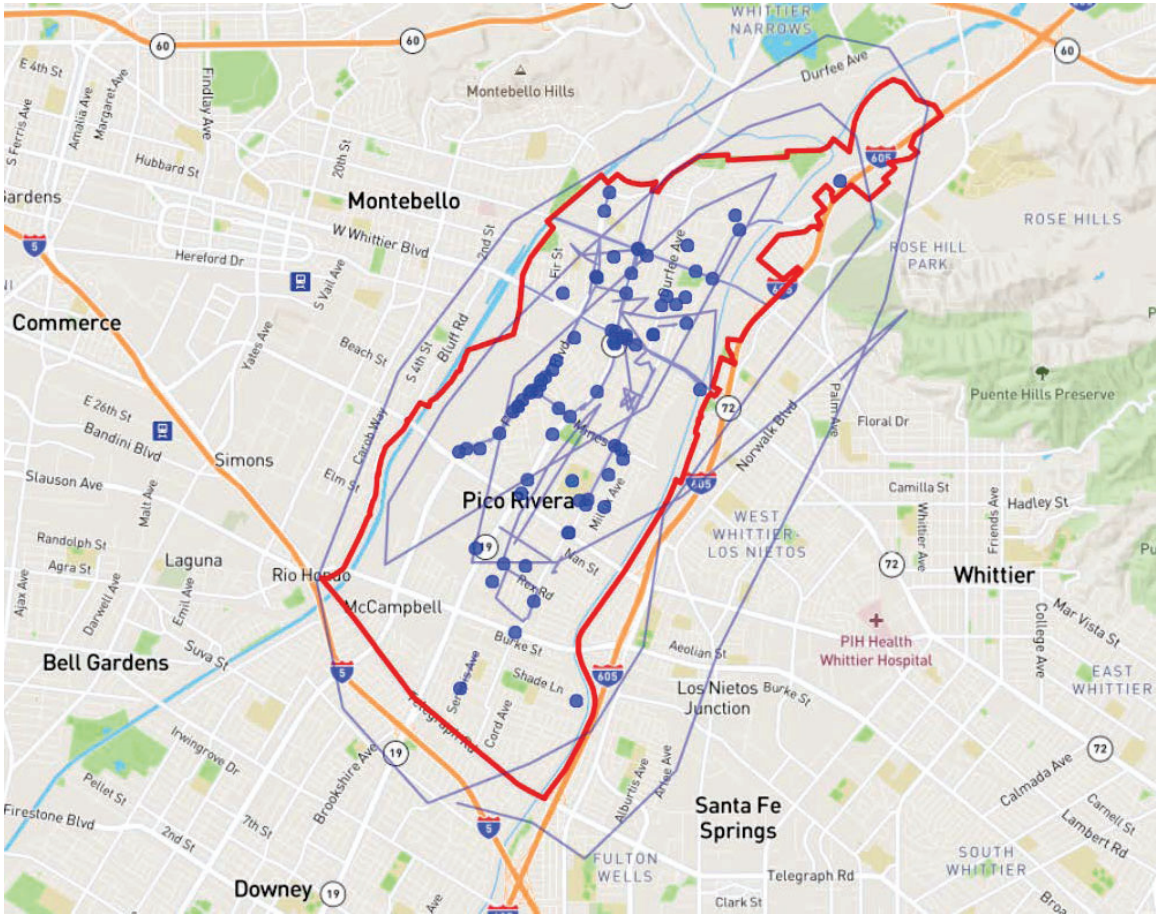 WHITTIER
NARROWS
60
60
60
E 4th St
Findlay Ave
Margaret Ave
Amalia Ave
S Ferris Ave
Durfee Ave
Montebello Hills
Hubbard St
20th St
605
Gardens
Montebello
ROSE HILLS
W Whittier Blvd
2nd St
5
Hereford Dr
Fir St
Durfee Ave
ROSE HILL
PARK
NI
S Vail Ave
605
Commerce
Yates Ave
Bluff Rd
S 4th St
Beach St
Puente Hills Preserve
E 26th St
Bandini Blvd
Carob Way
72
Palm Ave
Floral Dr
Norwalk Blvd
Simons
Mines
Slauson Ave
Malt Ave
Elm St
605
Camilla St
Hadley St
Pico Rivera
WEST
WHITTIER-
LOS NIETOS
Whittier Ave
Friends Ave
Randolph St
Laguna
19
Nan St
72
Whittier
Agra St
Rio Hondo
Rex Rd
Ajax Ave
Darwell Ave
Emil Ave
McCampbell
College Ave
Mar Vista St
PIH Health
Whittier Hospital
Suva St
Burke St
Aeolian St
Bell Gardens
5
605
EAST
WHITTIER
Shade Ln
Los Nietos
Junction
Burke St
Telegraph Rd
Cord Ave
Irwingrove Dr
19
72
Brookshire Ave
Pellet St
Alburtis Ave
Arlee Ave
Calmada Ave
Santa Fe
Springs
Carnell St
Lambert Rd
Firestone Blvd
2nd St
7th St
5
FULTON
WELLS
SOUTH
WHITTIER
Telegraph Rd
Downey
19
Clark St